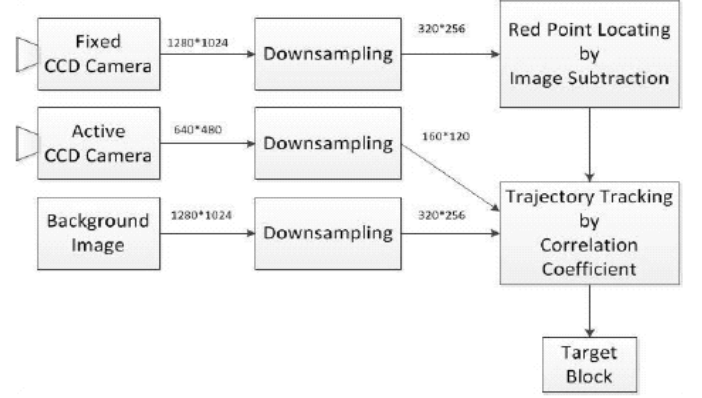 Fixed
CCD Camera
1280*1024
Downsampling
320*256
Red Point Locating
by
Image Subtraction
Active
CCD Camera
640*480
Downsampling
160*120
Background
Image
1280*1024
Downsampling
320*256
Trajectory Tracking
by
Correlation
Coefficient
Target
Block